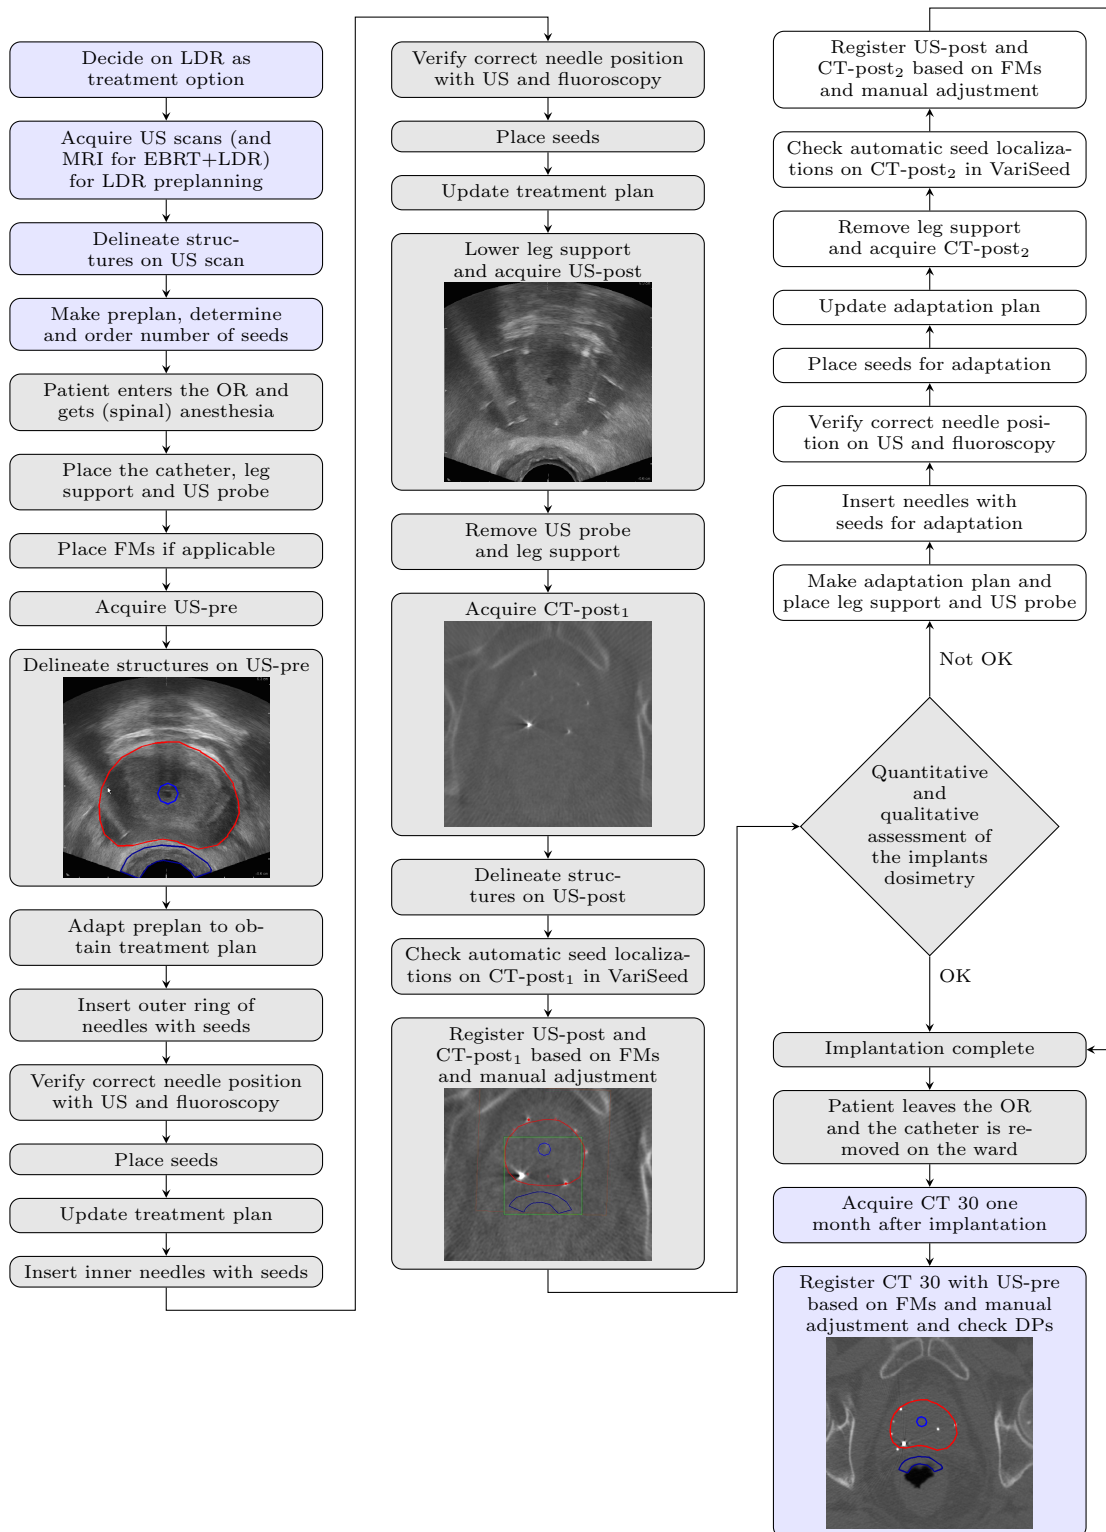 Decide on LDR as
treatment option
Acquire US scans (and
MRI for EBRT+LDR)
for LDR preplanning
Delineate struc-
tures on US scan
Make preplan, determine
and order number of seeds
Patient enters the OR and
gets (spinal) anesthesia
Place the catheter, leg
support and US probe
Place FMs if applicable
Acquire US-pre
Delineate structures on US-pre
Adapt preplan to ob-
tain treatment plan
Insert outer ring of
needles with seeds
Verify correct needle position
with US and fluoroscopy
Place seeds
Update treatment plan
Insert inner needles with seeds
Verify correct needle position
with US and fluoroscopy
Place seeds
Update treatment plan
Lower leg support
and acquire US-post
Remove US probe
and leg support
Acquire CT-post₁
Delineate struc-
tures on US-post
Check automatic seed localiza-
tions on CT-post₁ in VariSeed
Register US-post and
CT-post₁ based on FMs
and manual adjustment
Quantitative
and
qualitative
assessment of
the implants
dosimetry
Not OK
Make adaptation plan and
place leg support and US probe
Insert needles with
seeds for adaptation
Verify correct needle posi-
tion on US and fluoroscopy
Place seeds for adaptation
Update adaptation plan
Remove leg support
and acquire CT-post₂
Check automatic seed localiza-
tions on CT-post₂ in VariSeed
Register US-post and
CT-post₂ based on FMs
and manual adjustment
OK
Implantation complete
Patient leaves the OR
and the catheter is re-
moved on the ward
Acquire CT 30 one
month after implantation
Register CT 30 with US-pre
based on FMs and manual
adjustment and check DPs